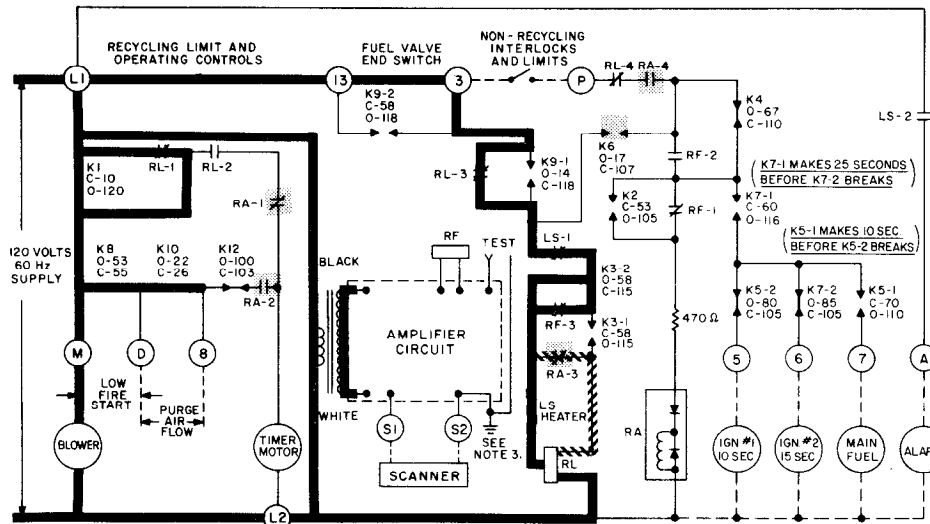 RECYCLING LIMIT AND
OPERATING CONTROLS
FUEL VALVE
END SWITCH
NON-RECYCLING
INTERLOCKS
AND LIMITS
L1
13
3
P
RL-4
RA-4
K9-2
C-58
O-118
K4
O-67
C-110
LS-2
K1
C-10
O-120
RL-1
RL-2
RL-3
K9-1
O-14
C-118
K6
O-17
C-107
RF-2
( K7-1 MAKES 25 SECONDS
BEFORE K7-2 BREAKS )
RA-1
K2
C-53
O-105
RF-1
K7-1
C-60
O-116
( K5-1 MAKES 10 SEC.
BEFORE K5-2 BREAKS )
120 VOLTS
60 Hz
SUPPLY
K8
O-53
C-55
K10
O-22
C-26
K12
O-100
C-103
RA-2
BLACK
RF
TEST
LS-1
K3-2
O-58
C-115
K5-2
O-80
C-105
K7-2
O-85
C-105
K5-1
C-70
O-110
AMPLIFIER
CIRCUIT
RF-3
K3-1
C-58
O-115
470 Ω
M
D
8
RA-3
5
6
7
A
LOW
FIRE
START
PURGE
AIR
FLOW
WHITE
S1
S2
LS
HEATER
SEE
NOTE 3.
RA
BLOWER
TIMER
MOTOR
SCANNER
RL
IGN #1
10 SEC
IGN #2
15 SEC
MAIN
FUEL
ALAR
L2